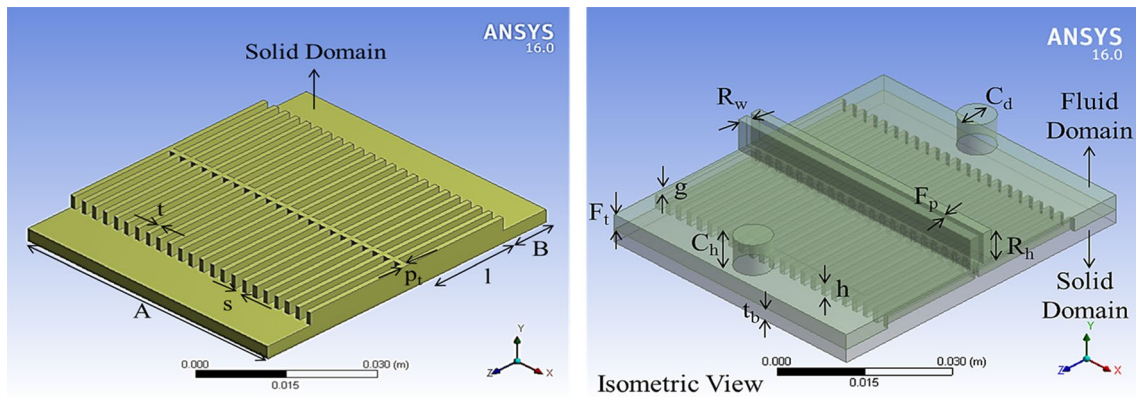 ANSYS
16.0
Solid Domain
t
s
A
pt
l
B
0.000
0.030 (m)
0.015
Y
Z
X
ANSYS
16.0
Rw
Cd
Fluid
Domain
g
Ft
Fp
Ch
Rh
h
tb
Solid
Domain
0.000
0.030 (m)
0.015
Y
Z
X
Isometric View